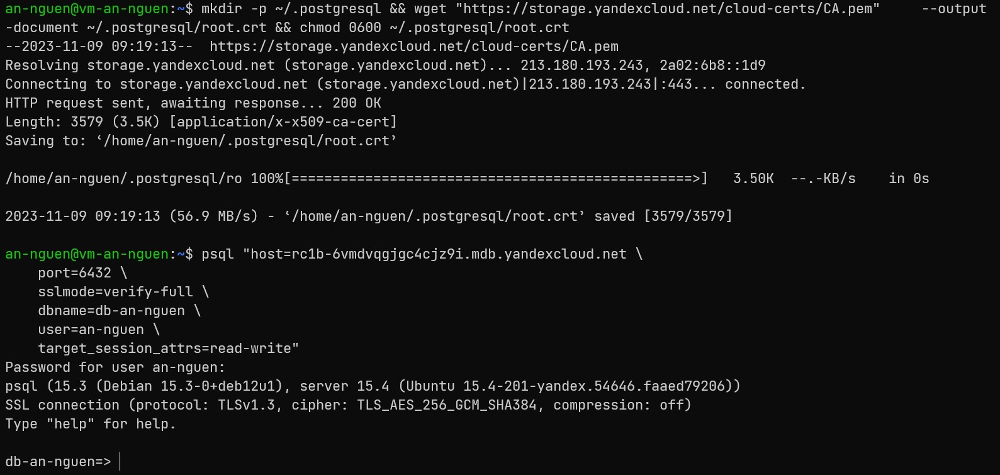 an-nguen@vm-an-nguen:~$ mkdir -p ~/.postgresql && wget "https://storage.yandexcloud.net/cloud-certs/CA.pem"     --output
-document ~/.postgresql/root.crt && chmod 0600 ~/.postgresql/root.crt
--2023-11-09 09:19:13--  https://storage.yandexcloud.net/cloud-certs/CA.pem
Resolving storage.yandexcloud.net (storage.yandexcloud.net)... 213.180.193.243, 2a02:6b8::1d9
Connecting to storage.yandexcloud.net (storage.yandexcloud.net)|213.180.193.243|:443... connected.
HTTP request sent, awaiting response... 200 OK
Length: 3579 (3.5K) [application/x-x509-ca-cert]
Saving to: ‘/home/an-nguen/.postgresql/root.crt’

/home/an-nguen/.postgresql/ro 100%[=================================================>]   3.50K  --.-KB/s    in 0s

2023-11-09 09:19:13 (56.9 MB/s) - ‘/home/an-nguen/.postgresql/root.crt’ saved [3579/3579]

an-nguen@vm-an-nguen:~$ psql "host=rc1b-6vmdvqgjgc4cjz9i.mdb.yandexcloud.net \
    port=6432 \
    sslmode=verify-full \
    dbname=db-an-nguen \
    user=an-nguen \
    target_session_attrs=read-write"
Password for user an-nguen:
psql (15.3 (Debian 15.3-0+deb12u1), server 15.4 (Ubuntu 15.4-201-yandex.54646.faaed79206))
SSL connection (protocol: TLSv1.3, cipher: TLS_AES_256_GCM_SHA384, compression: off)
Type "help" for help.

db-an-nguen=>